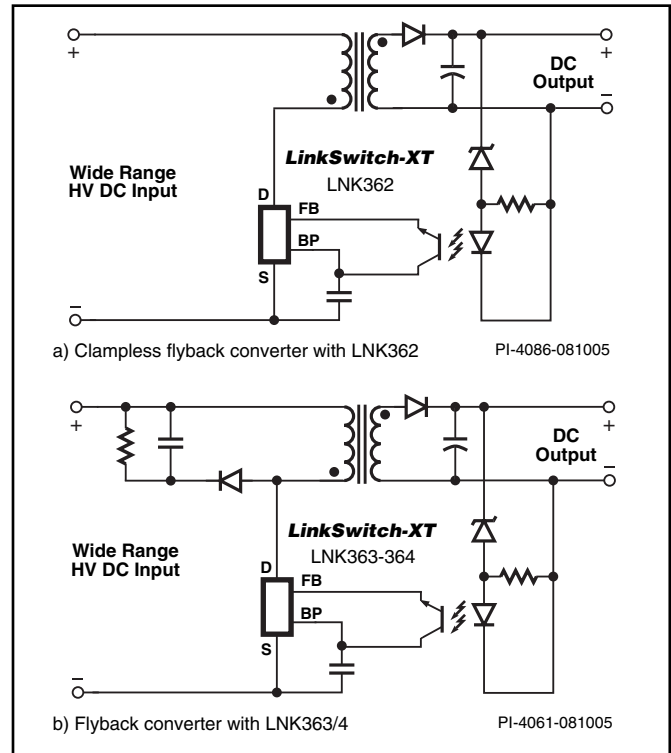 +
+
DC
Output
−
LinkSwitch-XT
Wide Range
HV DC Input
LNK362
D
FB
BP
S
−
a) Clampless flyback converter with LNK362
PI-4086-081005
+
+
DC
Output
−
LinkSwitch-XT
Wide Range
HV DC Input
LNK363-364
D
FB
BP
S
−
b) Flyback converter with LNK363/4
PI-4061-081005